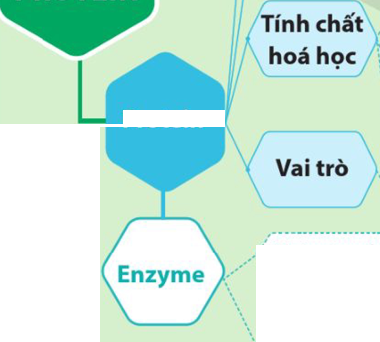 Tính chất
hoá học
Vai trò
Enzyme